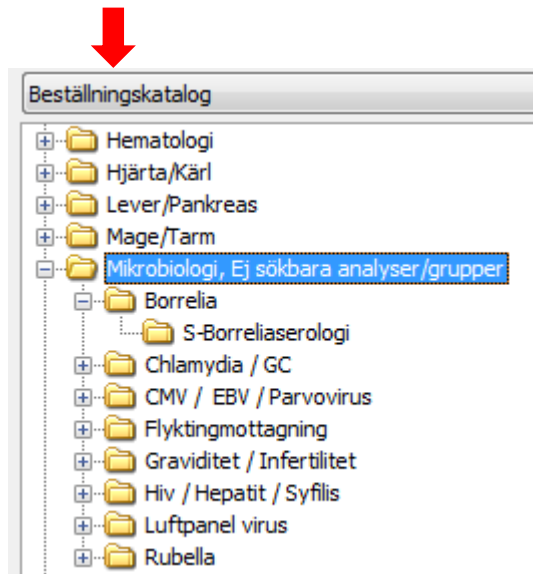 Beställningskatalog
Hematologi
Hjärta/Kärl
Lever/Pankreas
Mage/Tarm
Mikrobiologi, Ej sökbara analyser/grupper
Borrelia
S-Borreliaserologi
Chlamydia / GC
CMV / EBV / Parvovirus
Flyktingmottagning
Graviditet / Infertilitet
Hiv / Hepatit / Syfilis
Luftpanel virus
Rubella